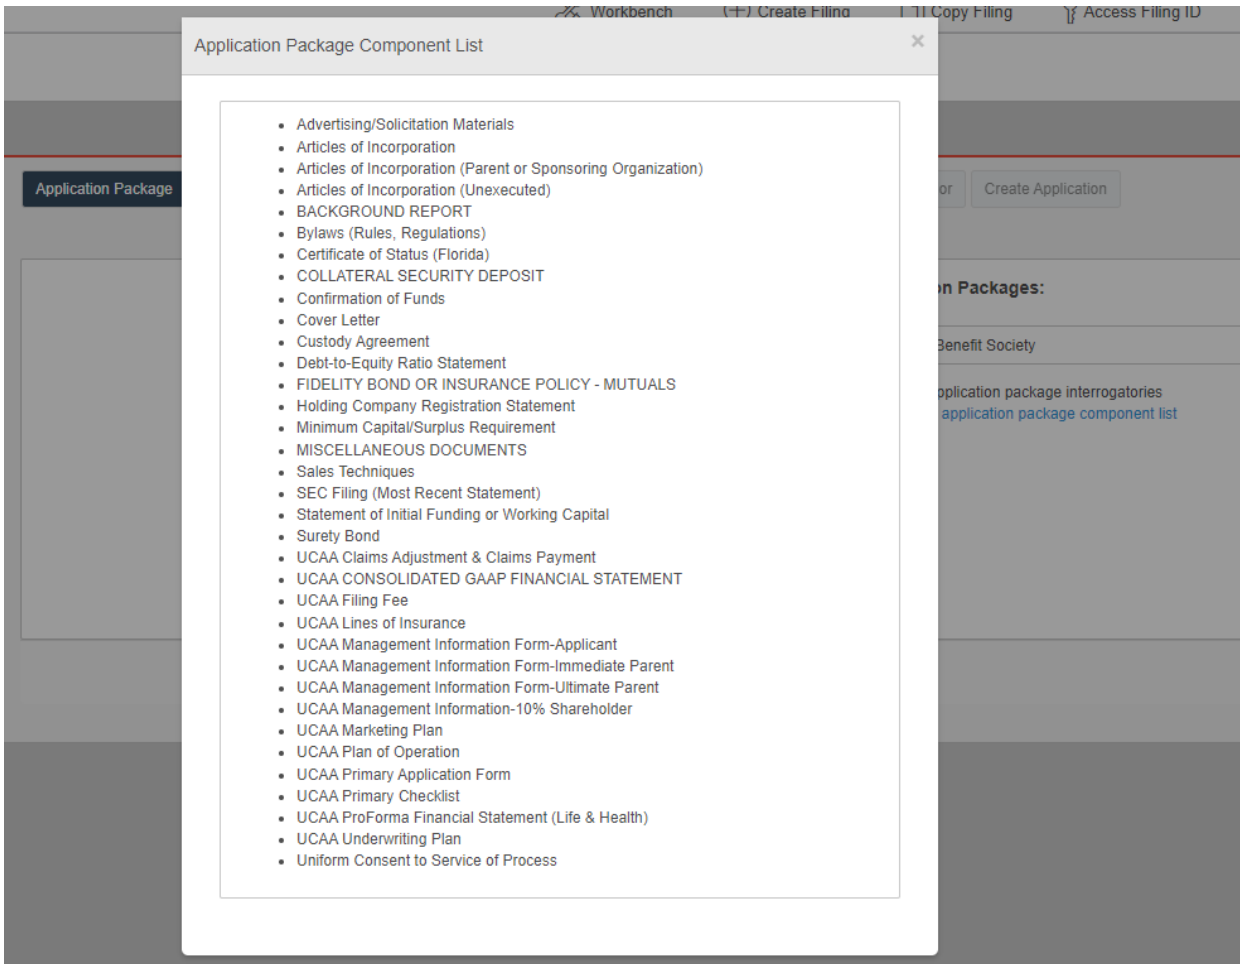 Workbench
Create Filing
Copy Filing
Access Filing ID
Application Package Component List
×
Advertising/Solicitation Materials
Articles of Incorporation
Articles of Incorporation (Parent or Sponsoring Organization)
Articles of Incorporation (Unexecuted)
BACKGROUND REPORT
Bylaws (Rules, Regulations)
Certificate of Status (Florida)
COLLATERAL SECURITY DEPOSIT
Confirmation of Funds
Cover Letter
Custody Agreement
Debt-to-Equity Ratio Statement
FIDELITY BOND OR INSURANCE POLICY - MUTUALS
Holding Company Registration Statement
Minimum Capital/Surplus Requirement
MISCELLANEOUS DOCUMENTS
Sales Techniques
SEC Filing (Most Recent Statement)
Statement of Initial Funding or Working Capital
Surety Bond
UCAA Claims Adjustment & Claims Payment
UCAA CONSOLIDATED GAAP FINANCIAL STATEMENT
UCAA Filing Fee
UCAA Lines of Insurance
UCAA Management Information Form-Applicant
UCAA Management Information Form-Immediate Parent
UCAA Management Information Form-Ultimate Parent
UCAA Management Information-10% Shareholder
UCAA Marketing Plan
UCAA Plan of Operation
UCAA Primary Application Form
UCAA Primary Checklist
UCAA ProForma Financial Statement (Life & Health)
UCAA Underwriting Plan
Uniform Consent to Service of Process
Application Package
or
Create Application
on Packages:
Benefit Society
pplication package interrogatories
application package component list